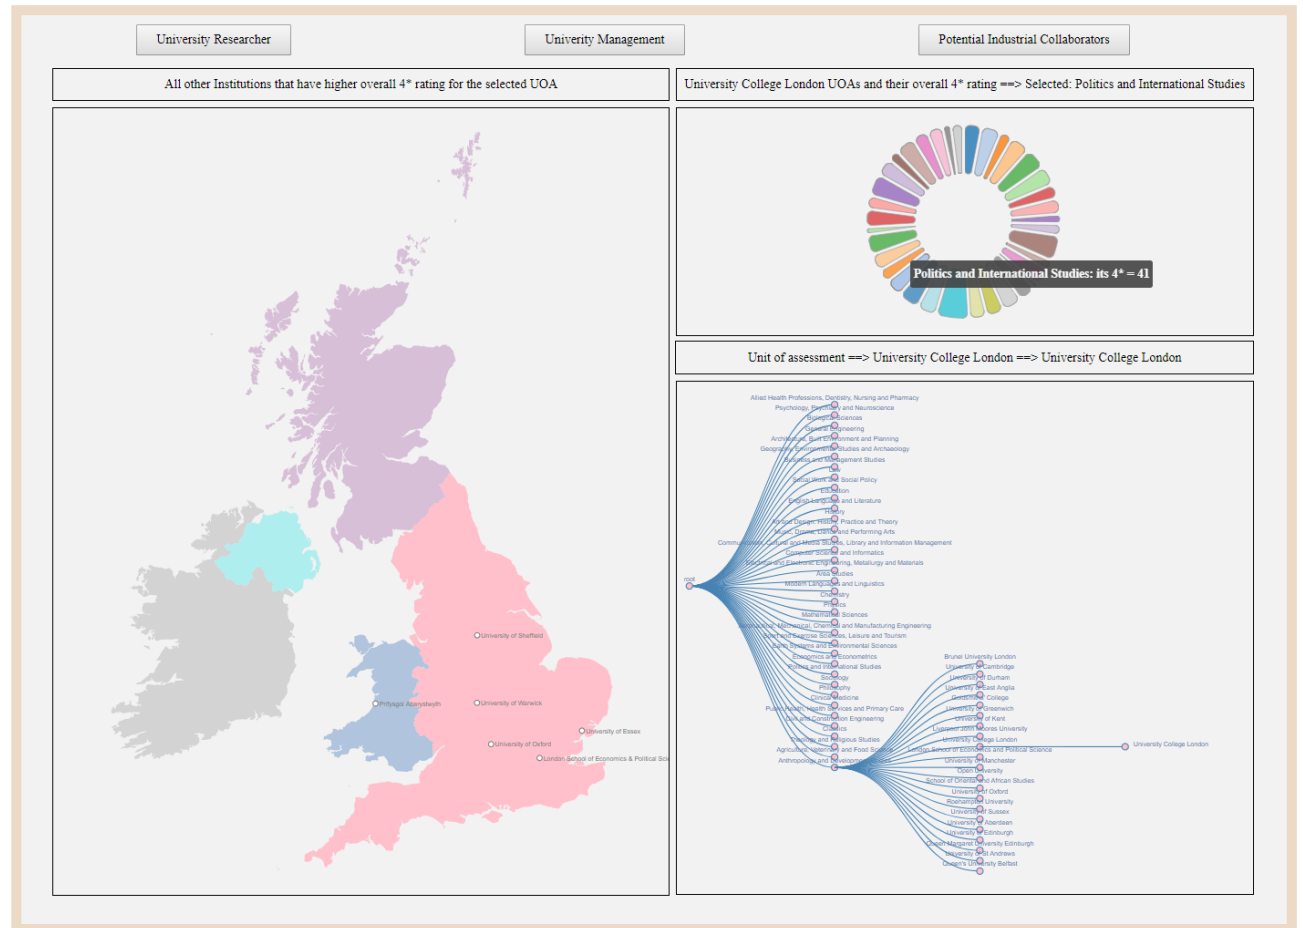 University Researcher
Univerity Management
Potential Industrial Collaborators
All other Institutions that have higher overall 4* rating for the selected UOA
University College London UOAs and their overall 4* rating ==> Selected: Politics and International Studies
University of Sheffield
Prifysgol Aberystwyth
University of Warwick
University of Essex
University of Oxford
London School of Economics & Political Sci
Politics and International Studies: its 4* = 41
Unit of assessment ==> University College London ==> University College London
root
Allied Health Professions, Dentistry, Nursing and Pharmacy
Psychology, Psychiatry and Neuroscience
Biological Sciences
General Engineering
Architecture, Built Environment and Planning
Geography, Environmental Studies and Archaeology
Business and Management Studies
Law
Social Work and Social Policy
Education
English Language and Literature
History
Art and Design: History, Practice and Theory
Music, Drama, Dance and Performing Arts
Communication, Cultural and Media Studies, Library and Information Management
Computer Science and Informatics
Electrical and Electronic Engineering, Metallurgy and Materials
Area Studies
Modern Languages and Linguistics
Chemistry
Physics
Mathematical Sciences
Aeronautical, Mechanical, Chemical and Manufacturing Engineering
Sport and Exercise Sciences, Leisure and Tourism
Earth Systems and Environmental Sciences
Economics and Econometrics
Politics and International Studies
Sociology
Philosophy
Clinical Medicine
Public Health, Health Services and Primary Care
Civil and Construction Engineering
Classics
Theology and Religious Studies
Agriculture, Veterinary and Food Science
Anthropology and Development Studies
Brunel University London
University of Cambridge
University of Durham
University of East Anglia
Goldsmiths' College
University of Greenwich
University of Kent
Liverpool John Moores University
University College London
London School of Economics and Political Science
University of Manchester
Open University
School of Oriental and African Studies
University of Oxford
Roehampton University
University of Sussex
University of Aberdeen
University of Edinburgh
Queen Margaret University Edinburgh
University of St Andrews
Queen's University Belfast
University College London